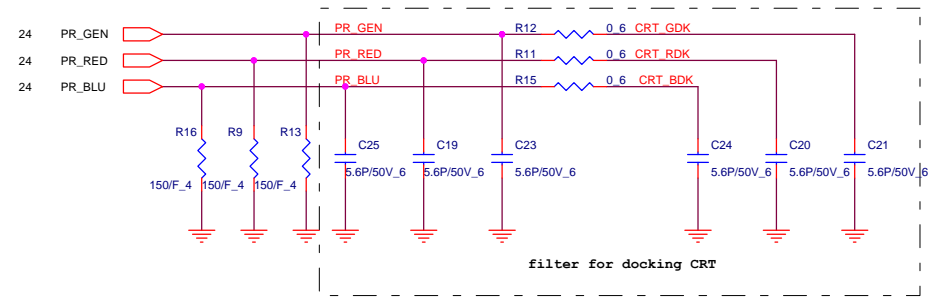 24 PR_GEN PR_GEN R12 0_6 CRT_GDK
24 PR_RED PR_RED R11 0_6 CRT_RDK
24 PR_BLU PR_BLU R15 0_6 CRT_BDK
R16 R9 R13 C25 C19 C23 C24 C20 C21
5.6P/50V_6 5.6P/50V_6 5.6P/50V_6 5.6P/50V_6 5.6P/50V_6 5.6P/50V_6
150/F_4 150/F_4 150/F_4
filter for docking CRT